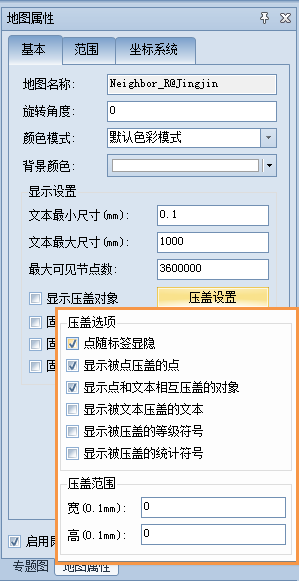 地图属性
基本 范围 坐标系统
地图名称: Neighbor_R@Jingjin
旋转角度: 0
颜色模式: 默认色彩模式
背景颜色:
显示设置
文本最小尺寸(mm): 0.1
文本最大尺寸(mm): 1000
最大可见节点数: 3600000
显示压盖对象 压盖设置
固
固
固
压盖选项
点随标签显隐
显示被点压盖的点
显示点和文本相互压盖的对象
显示被文本压盖的文本
显示被压盖的等级符号
显示被压盖的统计符号
压盖范围
宽(0.1mm): 0
高(0.1mm): 0
启用
专题图 地图属性